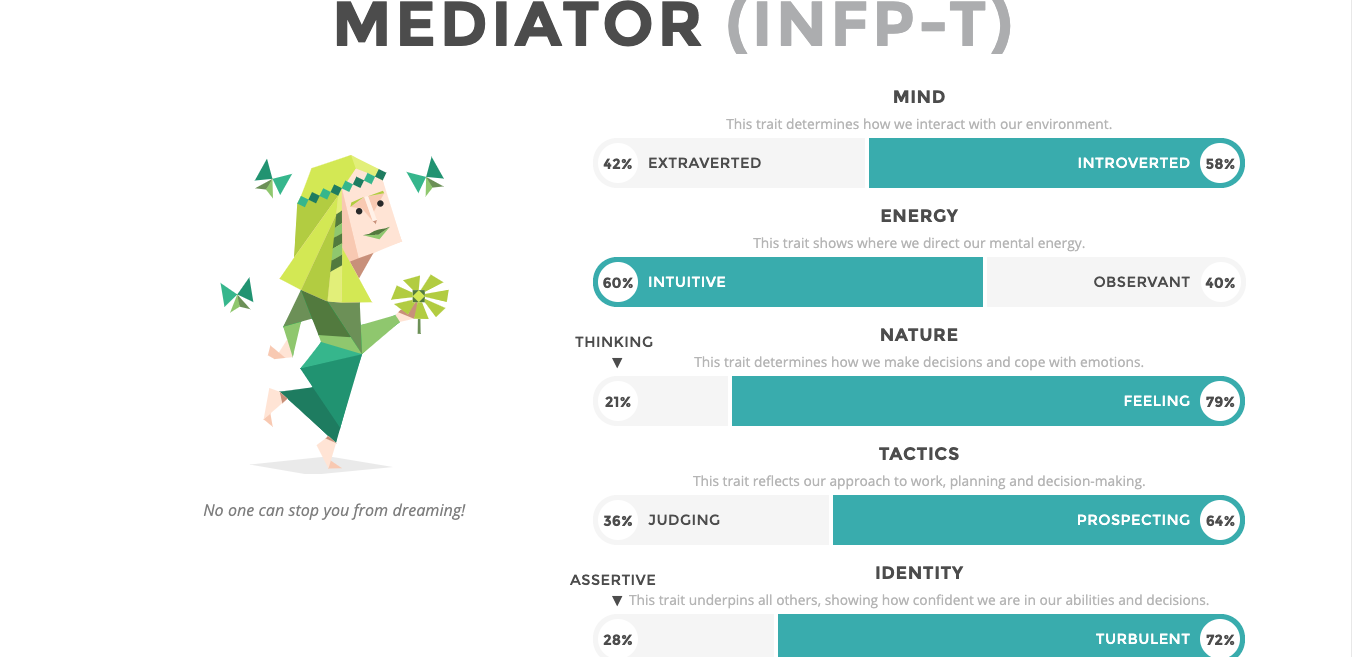 MEDIATOR (INFP-T)
MIND
This trait determines how we interact with our environment.
42% EXTRAVERTED INTROVERTED 58%
ENERGY
This trait shows where we direct our mental energy.
60% INTUITIVE OBSERVANT 40%
NATURE
THINKING
This trait determines how we make decisions and cope with emotions.
21% FEELING 79%
TACTICS
This trait reflects our approach to work, planning and decision-making.
36% JUDGING PROSPECTING 64%
No one can stop you from dreaming!
IDENTITY
ASSERTIVE
This trait underpins all others, showing how confident we are in our abilities and decisions.
28% TURBULENT 72%